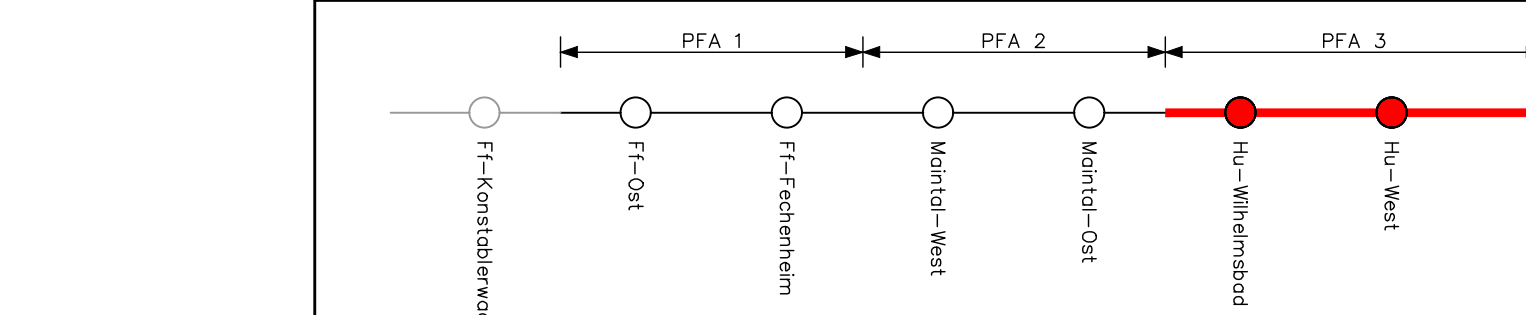 PFA 1
PFA 2
PFA 3
Ff-Ost
Ff-Fechenheim
Maintal-West
Maintal-Ost
Hu-Wilhelmsbad
Hu-West